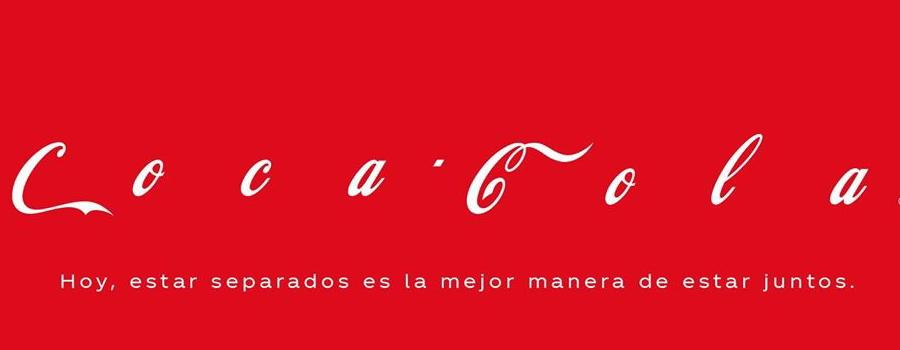 Coca-Cola
Hoy, estar separados es la mejor manera de estar juntos.